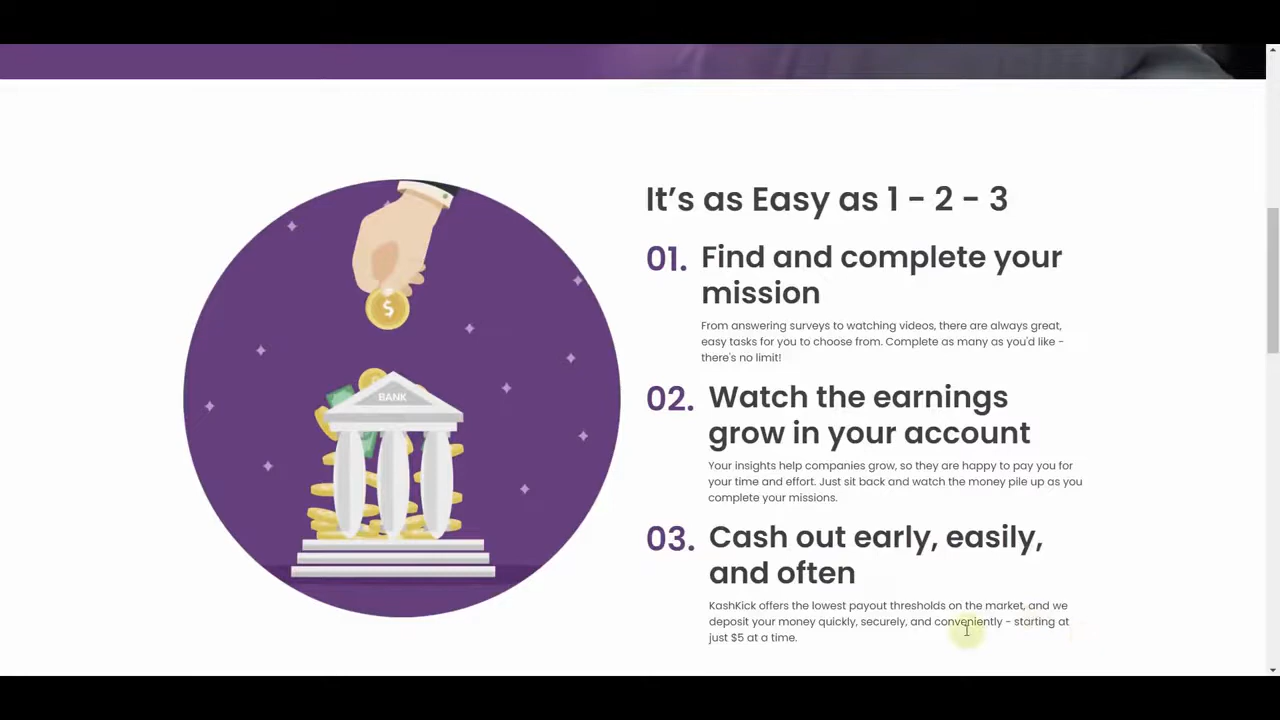 It's as Easy as 1 - 2 - 3
01. Find and complete your
mission
From answering surveys to watching videos, there are always great,
easy tasks for you to choose from. Complete as many as you'd like -
there's no limit!
02. Watch the earnings
grow in your account
Your insights help companies grow, so they are happy to pay you for
your time and effort. Just sit back and watch the money pile up as you
complete your missions.
03. Cash out early, easily,
and often
KashKick offers the lowest payout thresholds on the market, and we
deposit your money quickly, securely, and conveniently - starting at
just $5 at a time.
$
BANK